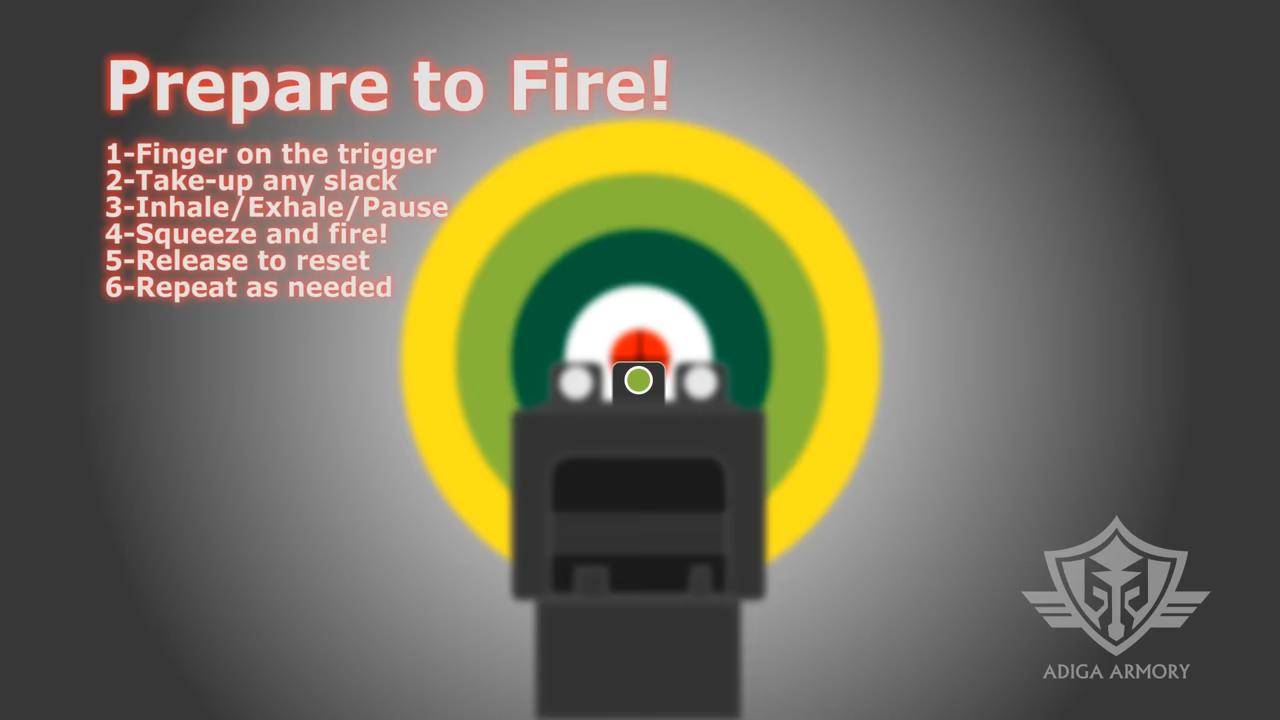 Prepare to Fire!
1-Finger on the trigger
2-Take-up any slack
3-Inhale/Exhale/Pause
4-Squeeze and fire!
5-Release to reset
6-Repeat as needed
ADIGA ARMORY